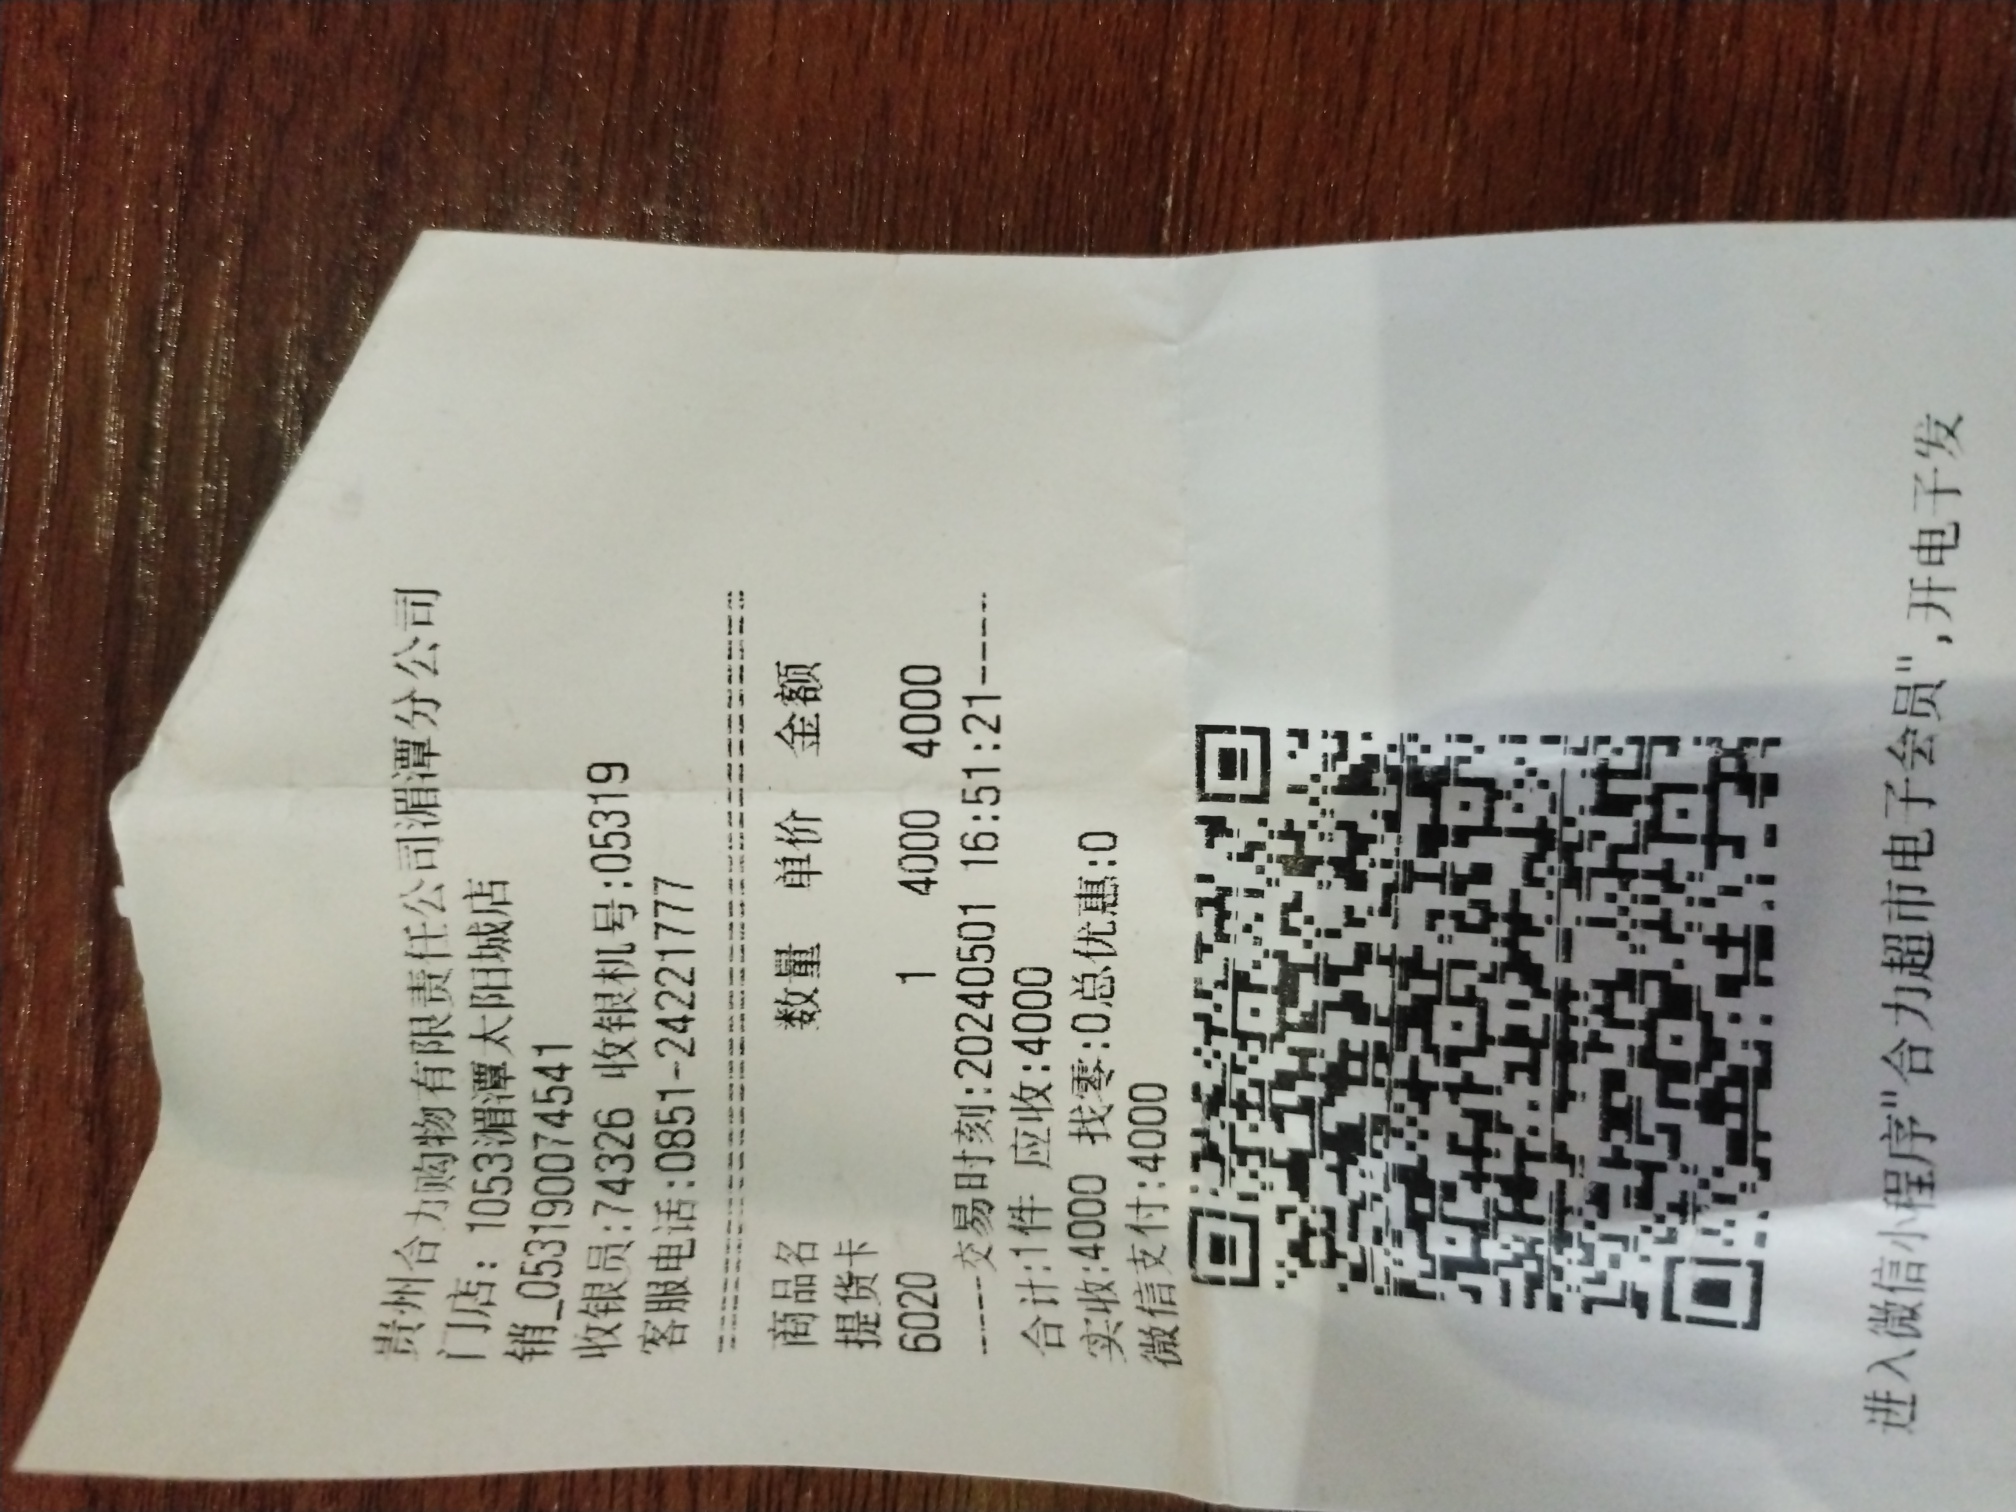 贵州合力购物有限责任公司湄潭分公司
门店: 1053湄潭太阳城店
销_053190074541
收银员:74326 收银机号:05319
客服电话:0851-24221777
商品名 数量 单价 金额
提货卡
6020 1 4000 4000
----交易时刻:20240501 16:51:21----
合计:1件 应收:4000
实收:4000 找零:0总优惠:0
微信支付:4000
进入微信小程序"合力超市电子会员",开电子发